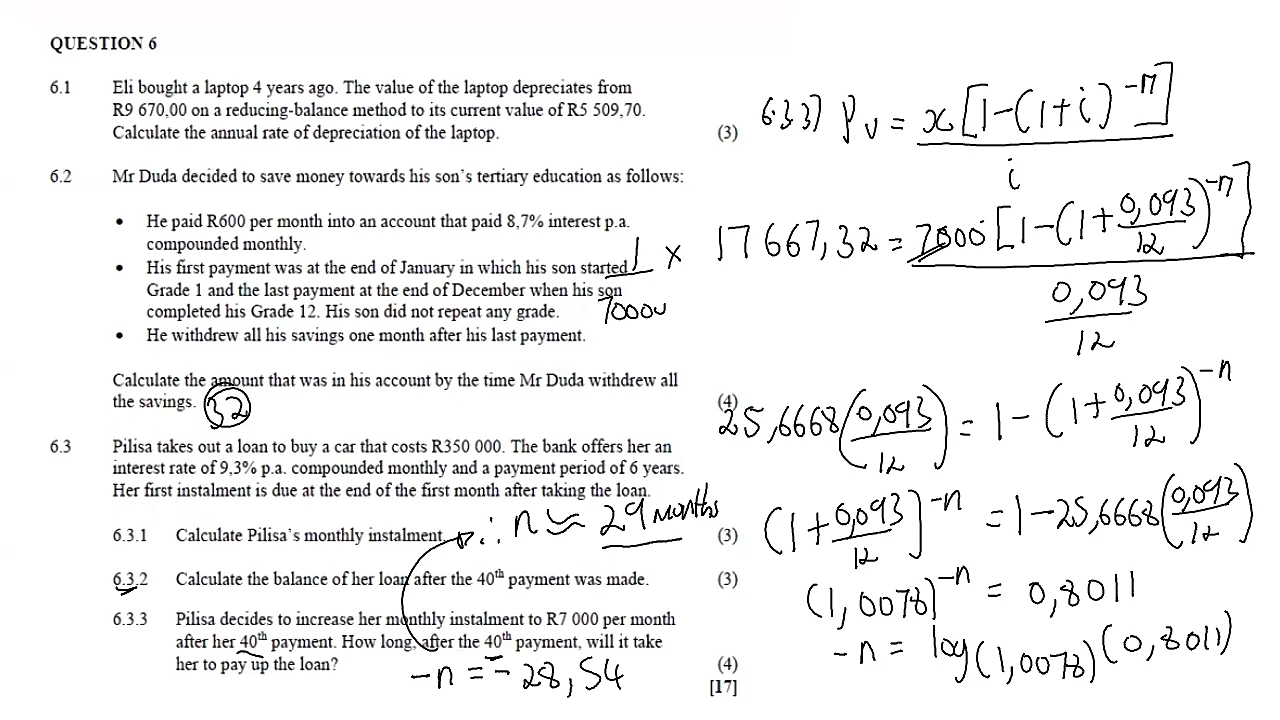 QUESTION 6
6.1 Eli bought a laptop 4 years ago. The value of the laptop depreciates from
R9 670,00 on a reducing-balance method to its current value of R5 509,70.
Calculate the annual rate of depreciation of the laptop. (3)
6.2 Mr Duda decided to save money towards his son's tertiary education as follows:
• He paid R600 per month into an account that paid 8,7% interest p.a.
compounded monthly.
• His first payment was at the end of January in which his son started
Grade 1 and the last payment at the end of December when his son
completed his Grade 12. His son did not repeat any grade.
• He withdrew all his savings one month after his last payment.
Calculate the amount that was in his account by the time Mr Duda withdrew all
the savings. (4)
32
6.3 Pilisa takes out a loan to buy a car that costs R350 000. The bank offers her an
interest rate of 9,3% p.a. compounded monthly and a payment period of 6 years.
Her first instalment is due at the end of the first month after taking the loan.
6.3.1 Calculate Pilisa's monthly instalment. (3)
6.3.2 Calculate the balance of her loan after the 40th payment was made. (3)
6.3.3 Pilisa decides to increase her monthly instalment to R7 000 per month
after her 40th payment. How long, after the 40th payment, will it take
her to pay up the loan? (4)
[17]
6.3.3) Pv = x[1-(1+i)^-n]
i
1 × 17 667,32 = 7000[1-(1+0,093
12)^-n]
7000
0,093
12
25,6668(0,093
12) = 1-(1+0,093
12)^-n
(1+0,093
12]^-n = 1-25,6668(0,093
12)
(1,0078)^-n = 0,8011
-n = log(1,0078)(0,8011)
-n = -28,54
∴ n ≈ 29 months